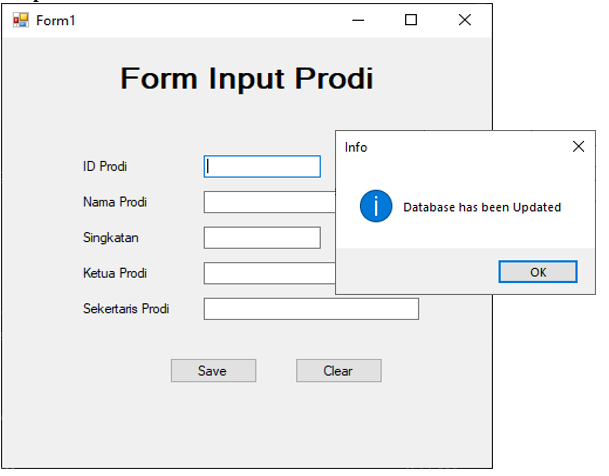 Form1
Form Input Prodi
ID Prodi
Nama Prodi
Singkatan
Ketua Prodi
Sekertaris Prodi
Save
Clear
Info
Database has been Updated
OK